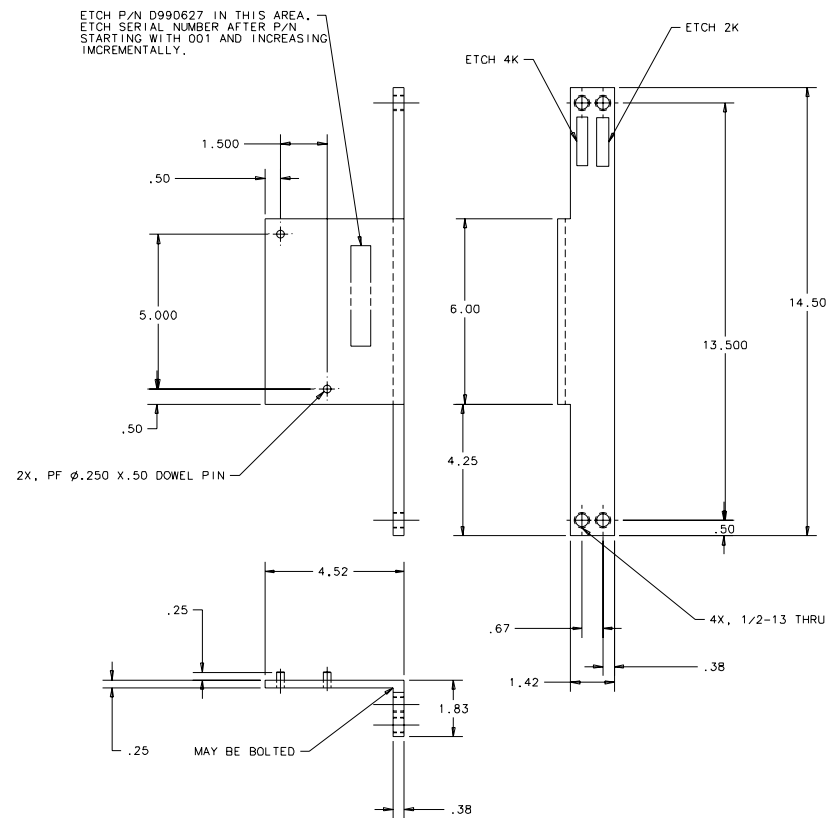 ETCH P/N D990627 IN THIS AREA.
ETCH SERIAL NUMBER AFTER P/N
STARTING WITH 001 AND INCREASING
IMCREMENTALLY.
ETCH 2K
ETCH 4K
1.500
.50
5.000
6.00
14.50
13.500
.50
4.25
2X, PF ø.250 X.50 DOWEL PIN
.50
4.52
.25
4X, 1/2-13 THRU
.67
.38
1.42
1.83
.25
MAY BE BOLTED
.38